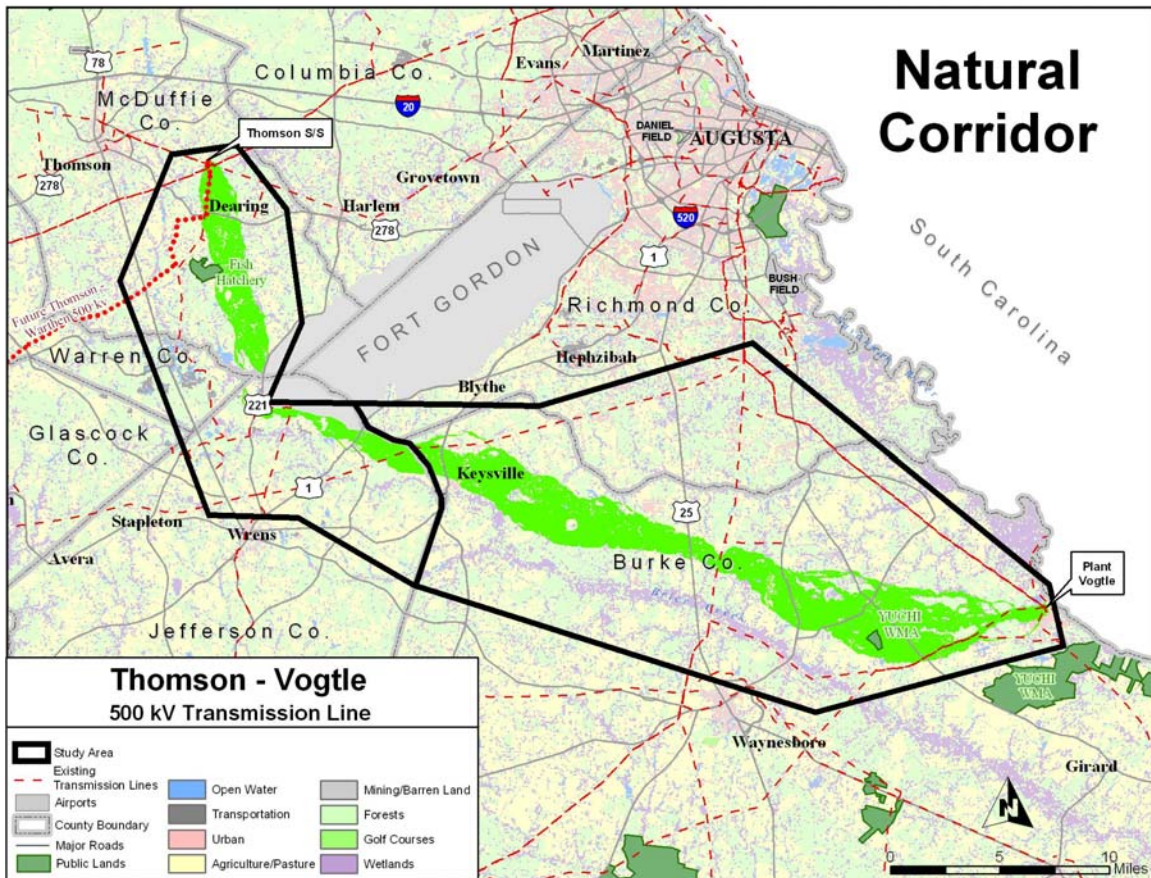 Natural
Corridor
78
Columbia Co.
Evans
Martinez
McDuffie
Co.
20
Thomson S/S
DANIEL
FIELD
AUGUSTA
Thomson
278
Grovetown
Dearing
Harlem
278
520
South Carolina
Fish
Hatchery
FORT GORDON
1
BUSH
FIELD
Future Thomson -
Warthen 500 kv
Richmond Co.
Warren Co.
Hephzibah
Blythe
221
Glascock
Co.
Keysville
1
25
Stapleton
Wrens
Avera
Burke Co.
Plant
Vogtle
YUCHI
WMA
Jefferson Co.
YUCHI
WMA
Waynesboro
Girard
N
0 5 10
Miles
Thomson - Vogtle
500 kV Transmission Line
Study Area
Existing
Transmission Lines
Airports
County Boundary
Major Roads
Public Lands
Open Water
Transportation
Urban
Agriculture/Pasture
Mining/Barren Land
Forests
Golf Courses
Wetlands